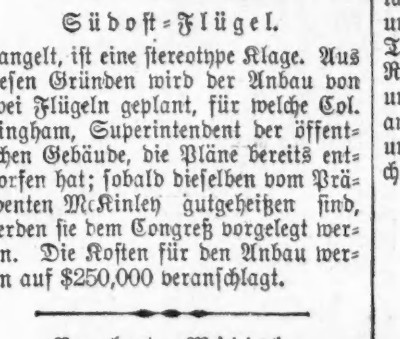 Südost-Flügel.
angelt, ist eine stereotype Klage. Aus
esen Gründen wird der Anbau von
ei Flügeln geplant, für welche Col.
ingham, Superintendent der öffent-
chen Gebäude, die Pläne bereits ent-
orfen hat; sobald dieselben vom Prä-
enten McKinley gutgeheißen sind,
erden sie dem Congreß vorgelegt wer-
n. Die Kosten für den Anbau wer-
n auf $250,000 veranschlagt.